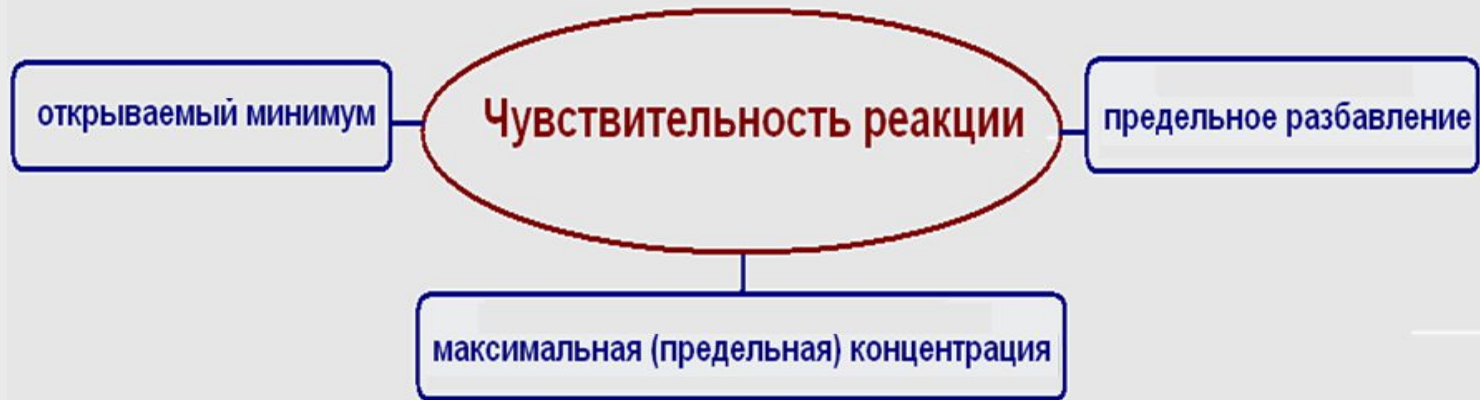 Чувствительность реакции
открываемый минимум
предельное разбавление
максимальная (предельная) концентрация